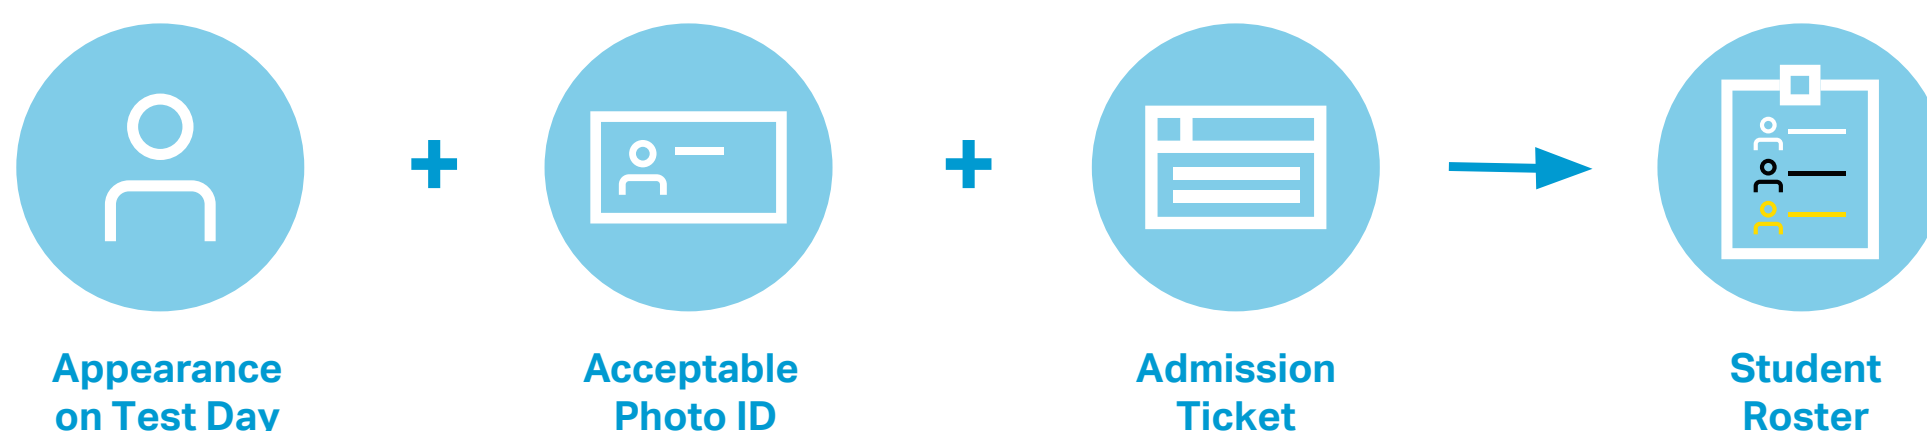 Appearance
on Test Day
Acceptable
Photo ID
Admission
Ticket
Student
Roster